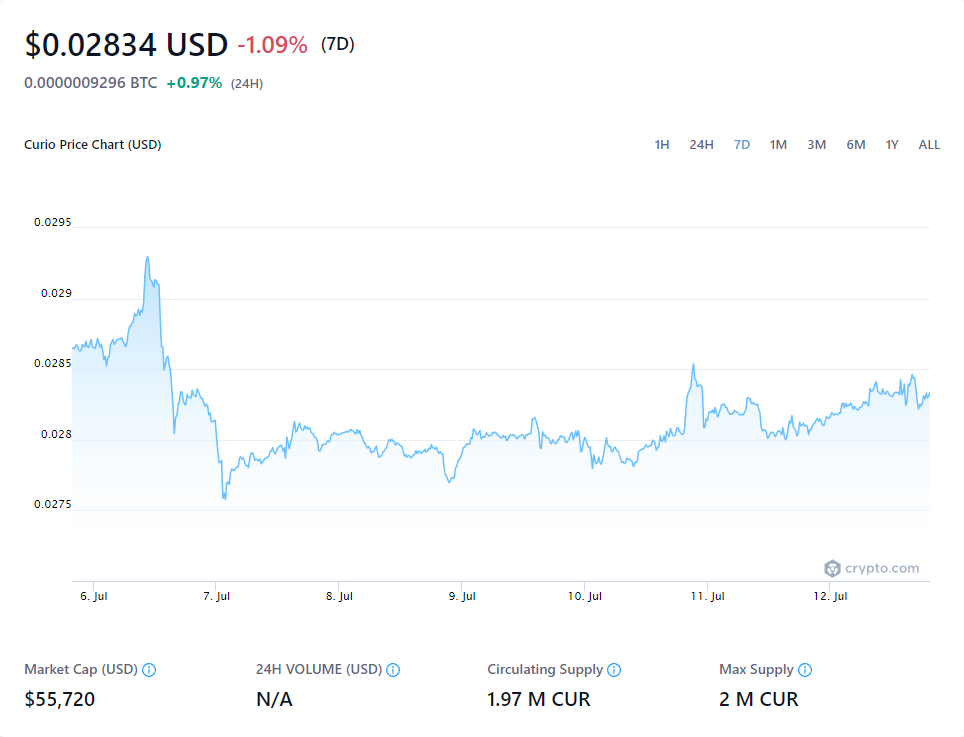 $0.02834 USD -1.09% (7D)
0.0000009296 BTC +0.97% (24H)
Curio Price Chart (USD) 1H 24H 7D 1M 3M 6M 1Y ALL
0.0295
0.029
0.0285
0.028
0.0275
crypto.com
6. Jul 7. Jul 8. Jul 9. Jul 10. Jul 11. Jul 12. Jul
Market Cap (USD) 24H VOLUME (USD) Circulating Supply Max Supply
$55,720 N/A 1.97 M CUR 2 M CUR